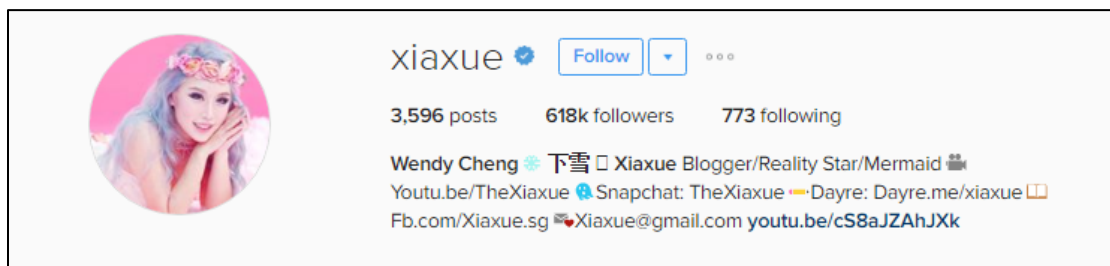 xiaxue Follow
3,596 posts 618k followers 773 following
Wendy Cheng ❄ 下雪 Xiaxue Blogger/Reality Star/Mermaid 🎥
Youtu.be/TheXiaxue Snapchat: TheXiaxue Dayre: Dayre.me/xiaxue 📖
Fb.com/Xiaxue.sg 💌Xiaxue@gmail.com youtu.be/cS8aJZAhJXk